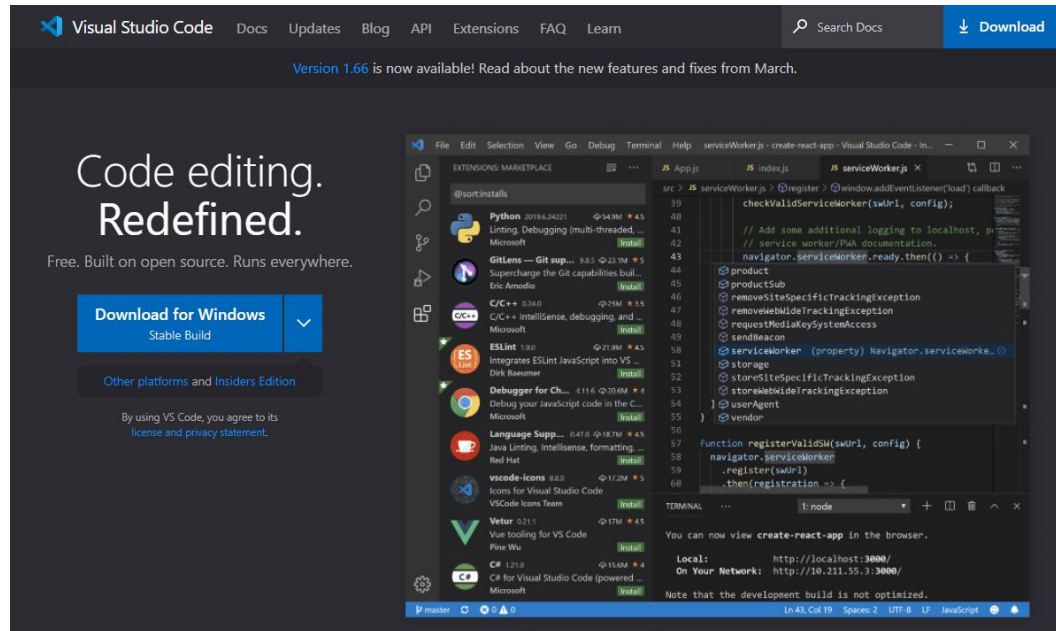 Visual Studio Code Docs Updates Blog API Extensions FAQ Learn Search Docs Download
Version 1.66 is now available! Read about the new features and fixes from March.
Code editing.
Redefined.
Free. Built on open source. Runs everywhere.
Download for Windows
Stable Build
Other platforms and Insiders Edition
By using VS Code, you agree to its
license and privacy statement.
File Edit Selection View Go Debug Terminal Help serviceWorker.js - create-react-app - Visual Studio Code - In...
EXTENSIONS: MARKETPLACE
@sort:installs
Python 2019.6.24221 54.9M 4.5
Linting, Debugging (multi-threaded, ...
Microsoft Install
GitLens — Git sup... 9.8.5 23.1M 5
Supercharge the Git capabilities buil...
Eric Amodio Install
C/C++ 0.24.0 23M 3.5
C/C++ IntelliSense, debugging, and ...
Microsoft Install
ESLint 1.9.0 21.9M 4.5
Integrates ESLint JavaScript into VS ...
Dirk Baeumer Install
Debugger for Ch... 4.11.6 20.6M 4
Debug your JavaScript code in the C...
Microsoft Install
Language Supp... 0.47.0 18.7M 4.5
Java Linting, Intellisense, formatting, ...
Red Hat Install
vscode-icons 8.8.0 17.2M 5
Icons for Visual Studio Code
VSCode Icons Team Install
Vetur 0.21.1 17M 4.5
Vue tooling for VS Code
Pine Wu Install
C# 1.21.0 15.6M 4
C# for Visual Studio Code (powered ...
Microsoft Install
JS App.js JS index.js JS serviceWorker.js
src > JS serviceWorker.js > register > window.addEventListener('load') callback
39 checkValidServiceWorker(swUrl, config);
40
41 // Add some additional logging to localhost, p
42 // service worker/PWA documentation.
43 navigator.serviceWorker.ready.then(() => {
44 product
45 productSub
46 removeSiteSpecificTrackingException
47 removeWebWideTrackingException
48 requestMediaKeySystemAccess
49 sendBeacon
50 serviceWorker (property) Navigator.serviceWorke...
51 storage
52 storeSiteSpecificTrackingException
53 storeWebWideTrackingException
54 } userAgent
55 } vendor
56
57 function registerValidSW(swUrl, config) {
58 navigator.serviceWorker
59 .register(swUrl)
60 .then(registration => {
TERMINAL ... 1: node
You can now view create-react-app in the browser.
Local: http://localhost:3000/
On Your Network: http://10.211.55.3:3000/
Note that the development build is not optimized.
master 0 0 Ln 43, Col 19 Spaces: 2 UTF-8 LF JavaScript